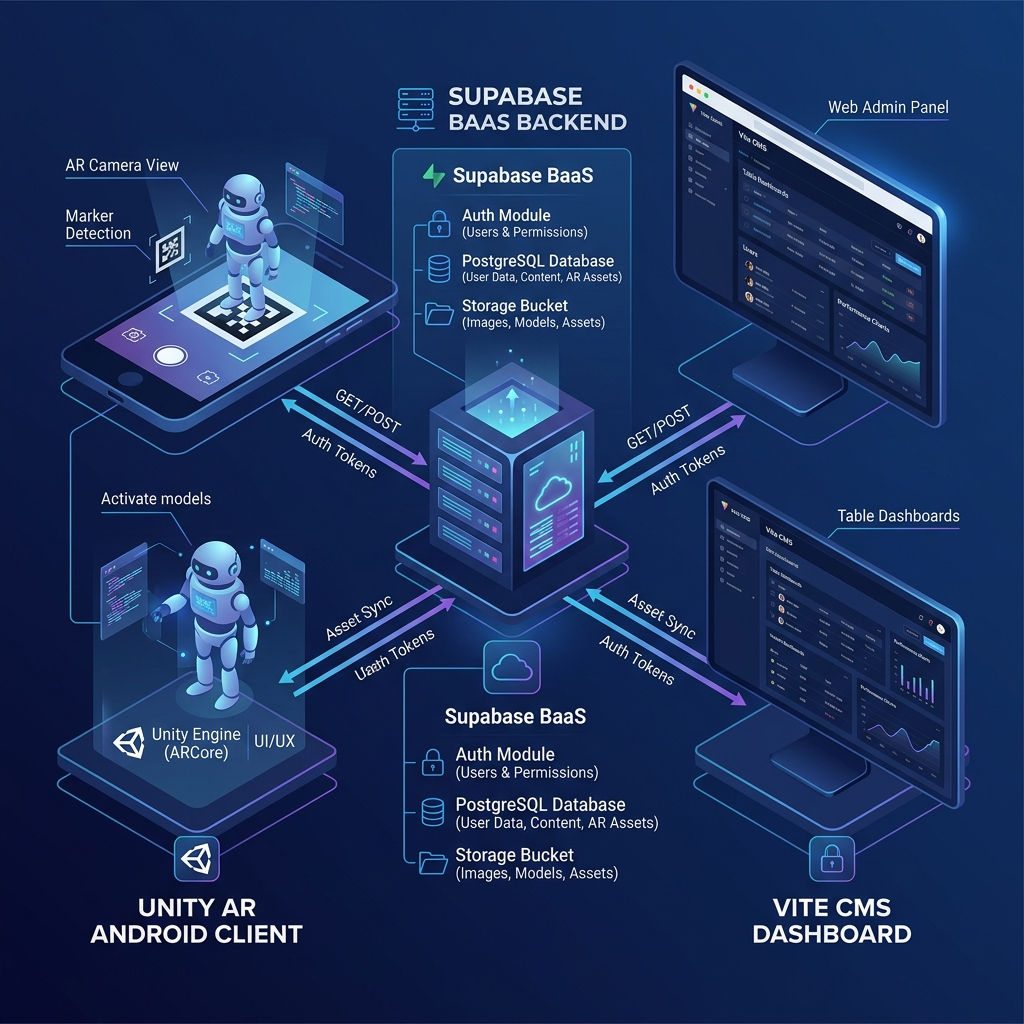 SUPABASE
BAAS BACKEND
Supabase BaaS
Auth Module
(Users & Permissions)
PostgreSQL Database
(User Data, Content, AR Assets)
Storage Bucket
(Images, Models, Assets)
AR Camera View
Marker
Detection
Web Admin Panel
Vite CMS
Users
Performance Charts
GET/POST
Auth Tokens
GET/POST
Auth Tokens
Activate models
Table Dashboards
Vite CMS
Asset Sync
Uɐath Tokens
Asset Sync
Auth Tokens
Unity Engine
(ARCore)
UI/UX
Supabase BaaS
Auth Module
(Users & Permissions)
PostgreSQL Database
(User Data, Content, AR Assets)
Storage Bucket
(Images, Models, Assets)
UNITY AR
ANDROID CLIENT
VITE CMS
DASHBOARD